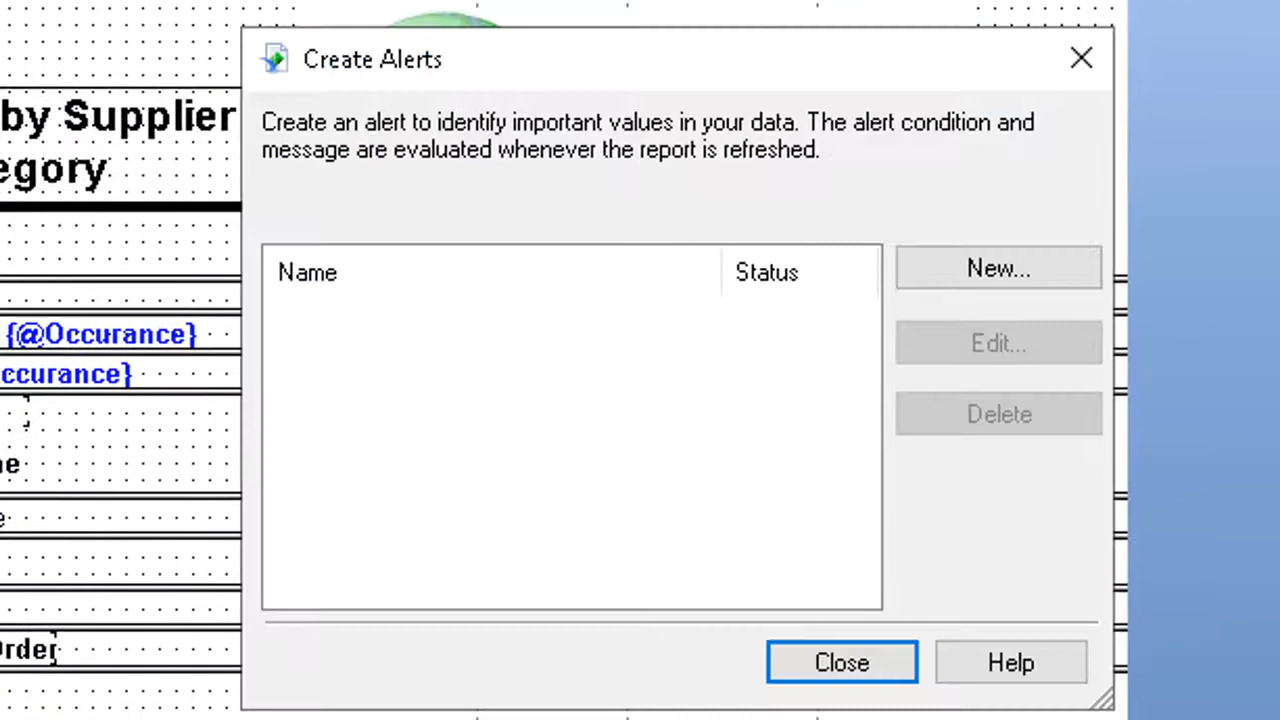 Create Alerts
by Supplier
egory
Create an alert to identify important values in your data. The alert condition and
message are evaluated whenever the report is refreshed.
Name
Status
New...
{@Occurance}
Edit...
ccurance}
Delete
Order
Close
Help